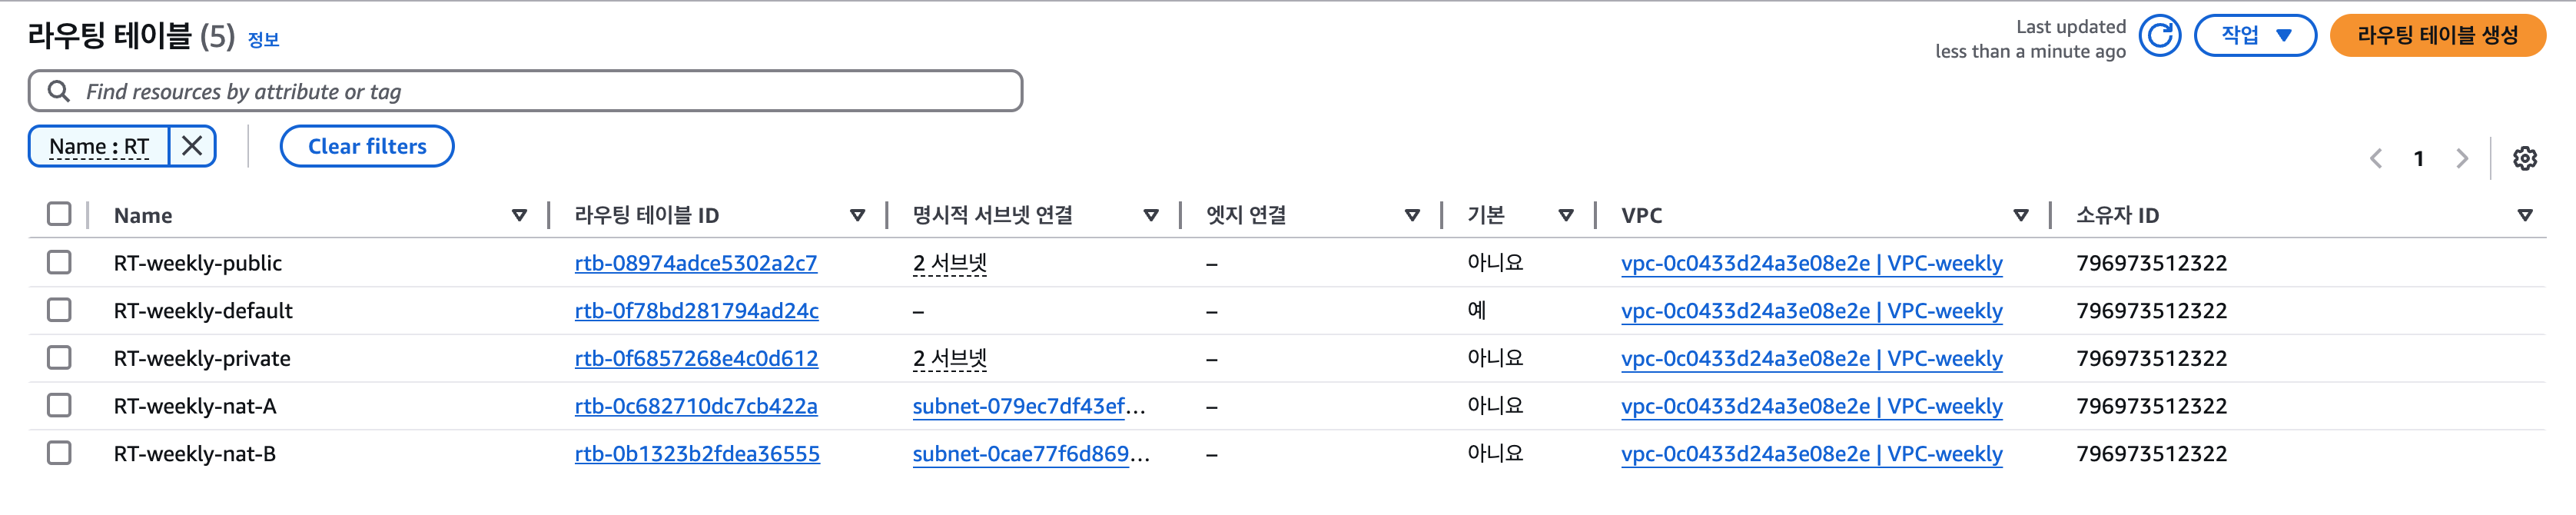 라우팅 테이블 (5) 정보
Last updated
less than a minute ago
작업
라우팅 테이블 생성
Find resources by attribute or tag
Name : RT
Clear filters
1
Name 라우팅 테이블 ID 명시적 서브넷 연결 엣지 연결 기본 VPC 소유자 ID
RT-weekly-public rtb-08974adce5302a2c7 2 서브넷 – 아니요 vpc-0c0433d24a3e08e2e | VPC-weekly 796973512322
RT-weekly-default rtb-0f78bd281794ad24c – – 예 vpc-0c0433d24a3e08e2e | VPC-weekly 796973512322
RT-weekly-private rtb-0f6857268e4c0d612 2 서브넷 – 아니요 vpc-0c0433d24a3e08e2e | VPC-weekly 796973512322
RT-weekly-nat-A rtb-0c682710dc7cb422a subnet-079ec7df43ef... – 아니요 vpc-0c0433d24a3e08e2e | VPC-weekly 796973512322
RT-weekly-nat-B rtb-0b1323b2fdea36555 subnet-0cae77f6d869... – 아니요 vpc-0c0433d24a3e08e2e | VPC-weekly 796973512322